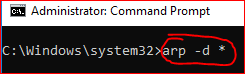 Administrator: Command Prompt
C:\Windows\system32>arp -d *